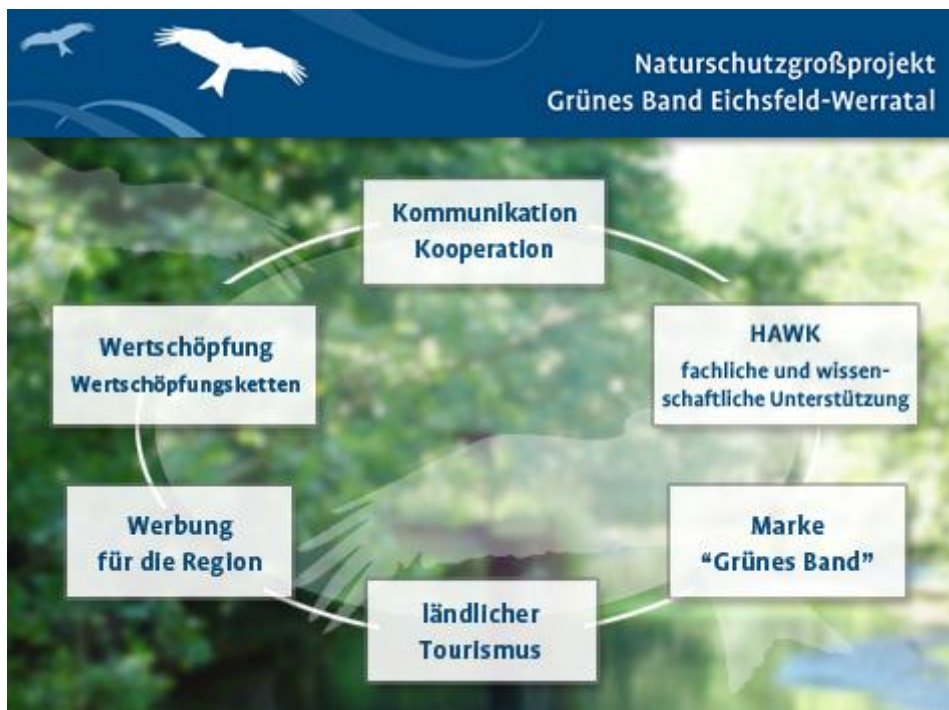 Naturschutzgroßprojekt
Grünes Band Eichsfeld-Werratal
Kommunikation
Kooperation
Wertschöpfung
Wertschöpfungsketten
HAWK
fachliche und wissen-
schaftliche Unterstützung
Werbung
für die Region
Marke
“Grünes Band”
ländlicher
Tourismus